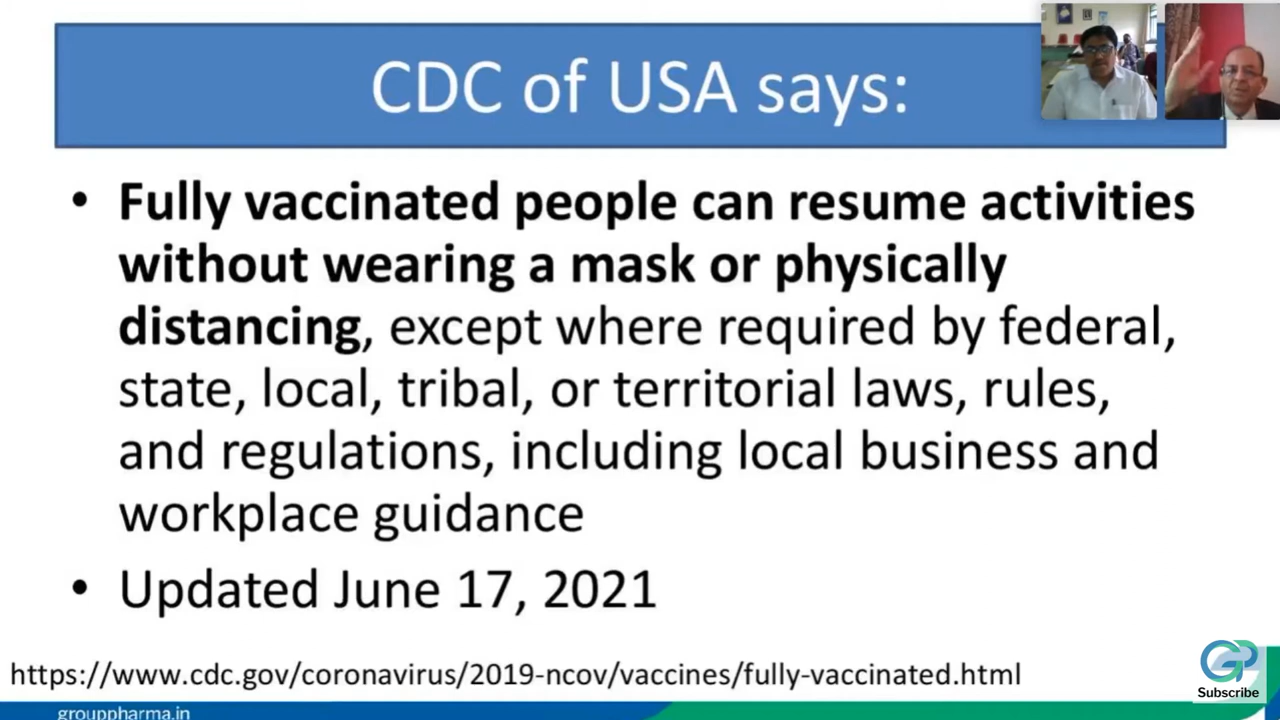 CDC of USA says:
• Fully vaccinated people can resume activities
without wearing a mask or physically
distancing, except where required by federal,
state, local, tribal, or territorial laws, rules,
and regulations, including local business and
workplace guidance
• Updated June 17, 2021
https://www.cdc.gov/coronavirus/2019-ncov/vaccines/fully-vaccinated.html
GP
Subscribe
grouppharma.in